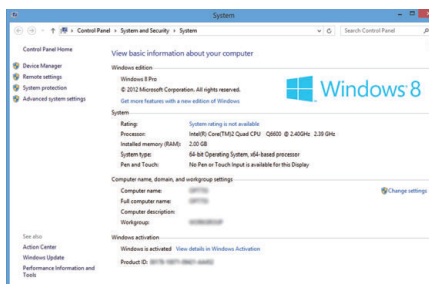 System
Control Panel ▸ System and Security ▸ System
Search Control Panel
Control Panel Home
Device Manager
Remote settings
System protection
Advanced system settings
See also
Action Center
Windows Update
Performance Information and
Tools
View basic information about your computer
Windows edition
Windows 8 Pro
© 2012 Microsoft Corporation. All rights reserved.
Get more features with a new edition of Windows
Windows 8
System
Rating: System rating is not available
Processor: Intel(R) Core(TM)2 Quad CPU Q6600 @ 2.40GHz 2.39 GHz
Installed memory (RAM): 2.00 GB
System type: 64-bit Operating System, x64-based processor
Pen and Touch: No Pen or Touch Input is available for this Display
Computer name, domain, and workgroup settings
Computer name:
Change settings
Full computer name:
Computer description:
Workgroup:
Windows activation
Windows is activated View details in Windows Activation
Product ID: